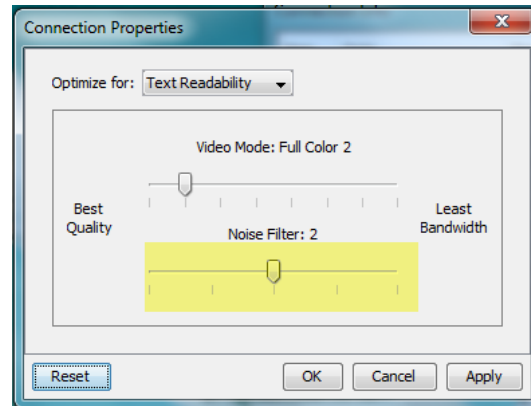 Connection Properties
Optimize for: Text Readability
Video Mode: Full Color 2
Best
Quality
Least
Bandwidth
Noise Filter: 2
Reset OK Cancel Apply